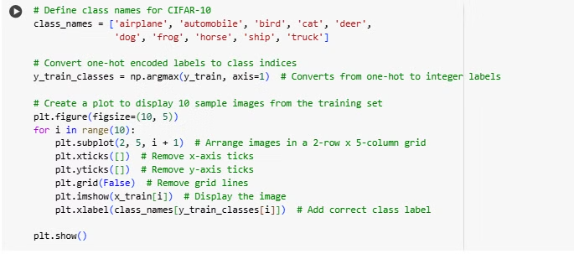 # Define class names for CIFAR-10
class_names = ['airplane', 'automobile', 'bird', 'cat', 'deer',
'dog', 'frog', 'horse', 'ship', 'truck']
# Convert one-hot encoded labels to class indices
y_train_classes = np.argmax(y_train, axis=1)  # Converts from one-hot to integer labels
# Create a plot to display 10 sample images from the training set
plt.figure(figsize=(10, 5))
for i in range(10):
plt.subplot(2, 5, i + 1)  # Arrange images in a 2-row x 5-column grid
plt.xticks([])  # Remove x-axis ticks
plt.yticks([])  # Remove y-axis ticks
plt.grid(False)  # Remove grid lines
plt.imshow(x_train[i])  # Display the image
plt.xlabel(class_names[y_train_classes[i]])  # Add correct class label
plt.show()